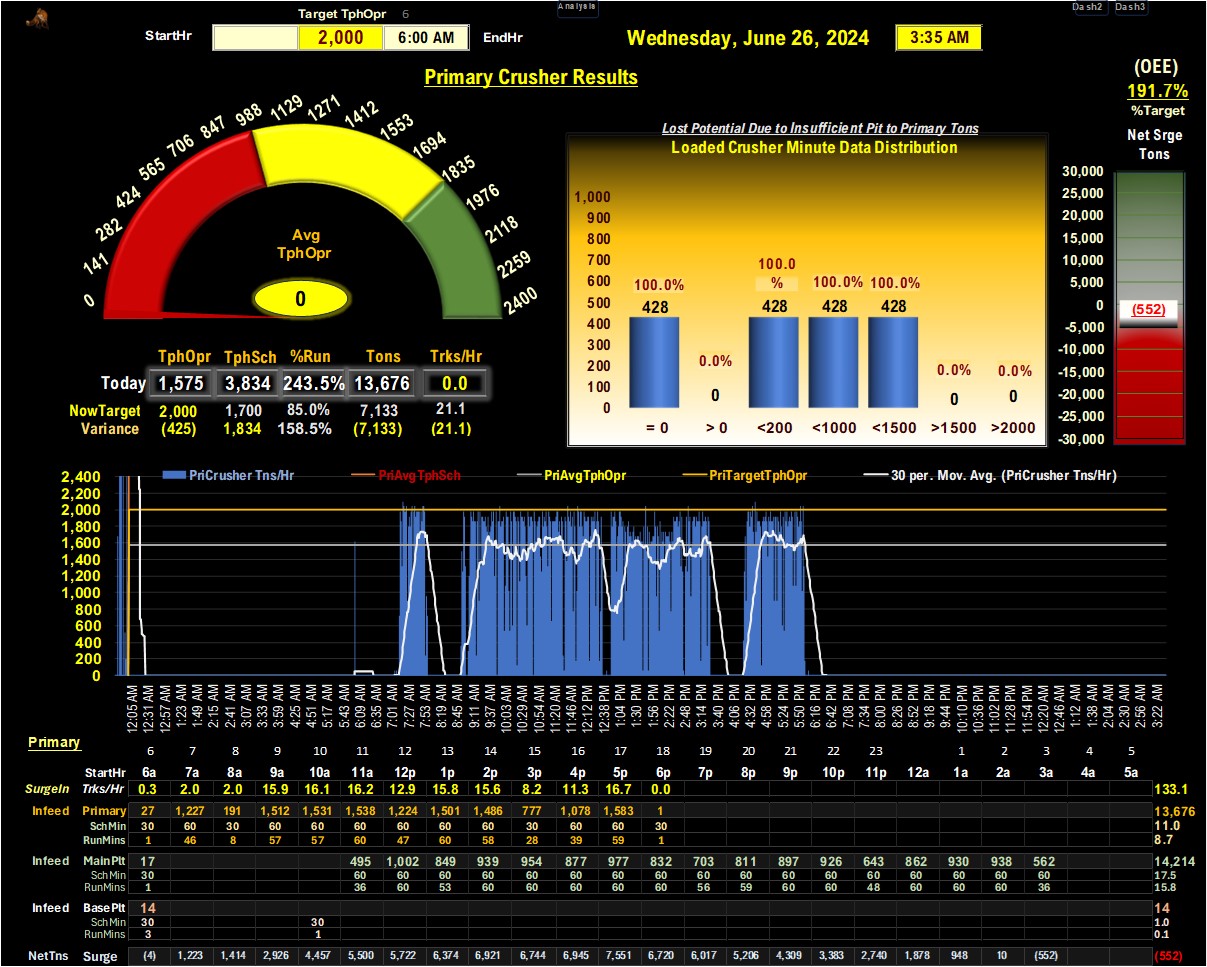 Analysis
Dash2 Dash3
Target TphOpr 6
StartHr 2,000 6:00 AM EndHr
Wednesday, June 26, 2024 3:35 AM
Primary Crusher Results
(OEE)
191.7%
%Target
Net Srge
Tons
0 141 282 424 565 706 847 988 1129 1271 1412 1553 1694 1835 1976 2118 2259 2400
Avg
TphOpr
0
Lost Potential Due to Insufficient Pit to Primary Tons
Loaded Crusher Minute Data Distribution
1,000
900
800
700
600
500
400
300
200
100
0
100.0% 0.0% 100.0 % 100.0% 100.0% 0.0% 0.0%
428 0 428 428 428 0 0
= 0 > 0 <200 <1000 <1500 >1500 >2000
30,000
25,000
20,000
15,000
10,000
5,000
0
(552)
-5,000
-10,000
-15,000
-20,000
-25,000
-30,000
TphOpr TphSch %Run Tons Trks/Hr
Today 1,575 3,834 243.5% 13,676 0.0
NowTarget 2,000 1,700 85.0% 7,133 21.1
Variance (425) 1,834 158.5% (7,133) (21.1)
PriCrusher Tns/Hr PriAvgTphSch PriAvgTphOpr PriTargetTphOpr 30 per. Mov. Avg. (PriCrusher Tns/Hr)
2,400
2,200
2,000
1,800
1,600
1,400
1,200
1,000
800
600
400
200
0
12:05 AM 12:31 AM 12:57 AM 1:23 AM 1:49 AM 2:15 AM 2:41 AM 3:07 AM 3:33 AM 3:59 AM 4:25 AM 4:51 AM 5:17 AM 5:43 AM 6:09 AM 6:35 AM 7:01 AM 7:27 AM 7:53 AM 8:19 AM 8:45 AM 9:11 AM 9:37 AM 10:03 AM 10:29 AM 10:54 AM 11:20 AM 11:46 AM 12:12 PM 12:38 PM 1:04 PM 1:30 PM 1:56 PM 2:22 PM 2:48 PM 3:14 PM 3:40 PM 4:06 PM 4:32 PM 4:58 PM 5:24 PM 5:50 PM 6:16 PM 6:42 PM 7:08 PM 7:34 PM 8:00 PM 8:26 PM 8:52 PM 9:18 PM 9:44 PM 10:10 PM 10:36 PM 11:02 PM 11:28 PM 11:54 PM 12:20 AM 12:46 AM 1:12 AM 1:38 AM 2:04 AM 2:30 AM 2:56 AM 3:22 AM
Primary
6 7 8 9 10 11 12 13 14 15 16 17 18 19 20 21 22 23 1 2 3 4 5
StartHr 6a 7a 8a 9a 10a 11a 12p 1p 2p 3p 4p 5p 6p 7p 8p 9p 10p 11p 12a 1a 2a 3a 4a 5a
SurgeIn Trks/Hr 0.3 2.0 2.0 15.9 16.1 16.2 12.9 15.8 15.6 8.2 11.3 16.7 0.0 133.1
Infeed Primary 27 1,227 191 1,512 1,531 1,538 1,224 1,501 1,486 777 1,078 1,583 1 13,676
SchMin 30 60 30 60 60 60 60 60 60 30 60 60 30 11.0
RunMins 1 46 8 57 57 60 47 60 58 28 39 59 1 8.7
Infeed MainPlt 17 495 1,002 849 939 954 877 977 832 703 811 897 926 643 862 930 938 562 14,214
SchMin 30 60 60 60 60 60 60 60 60 60 60 60 60 60 60 60 60 60 17.5
RunMins 1 36 60 53 60 60 60 60 60 56 59 60 60 48 60 60 60 36 15.8
Infeed BasePlt 14 14
SchMin 30 30 1.0
RunMins 3 1 0.1
NetTns Surge (4) 1,223 1,414 2,926 4,457 5,500 5,722 6,374 6,921 6,744 6,945 7,551 6,720 6,017 5,206 4,309 3,383 2,740 1,878 948 10 (552) (552)